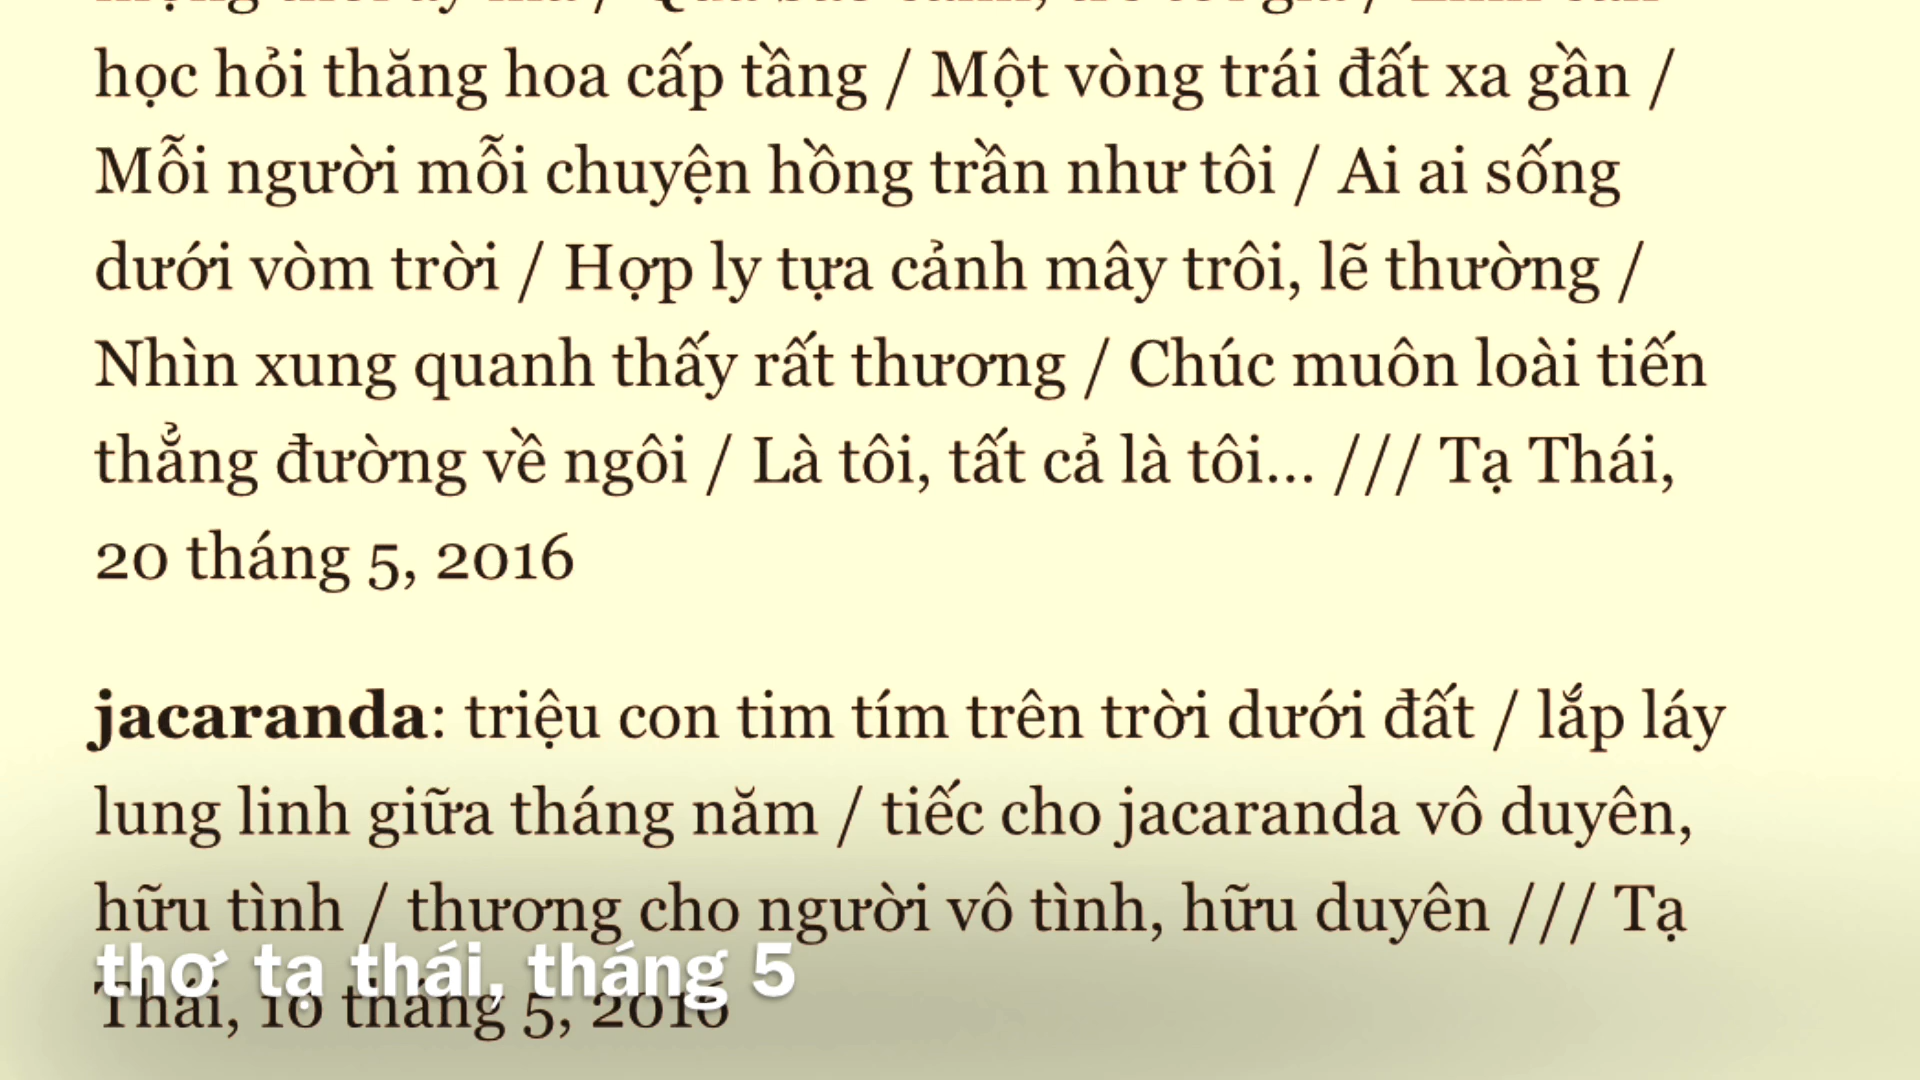 học hỏi thăng hoa cấp tầng / Một vòng trái đất xa gần /
Mỗi người mỗi chuyện hồng trần như tôi / Ai ai sống
dưới vòm trời / Hợp ly tựa cảnh mây trôi, lẽ thường /
Nhìn xung quanh thấy rất thương / Chúc muôn loài tiến
thẳng đường về ngôi / Là tôi, tất cả là tôi... /// Tạ Thái,
20 tháng 5, 2016
jacaranda: triệu con tim tím trên trời dưới đất / lắp láy
lung linh giữa tháng năm / tiếc cho jacaranda vô duyên,
hữu tình / thương cho người vô tình, hữu duyên /// Tạ
thơ tạ thái, tháng 5
Thái, 10 tháng 5, 2016